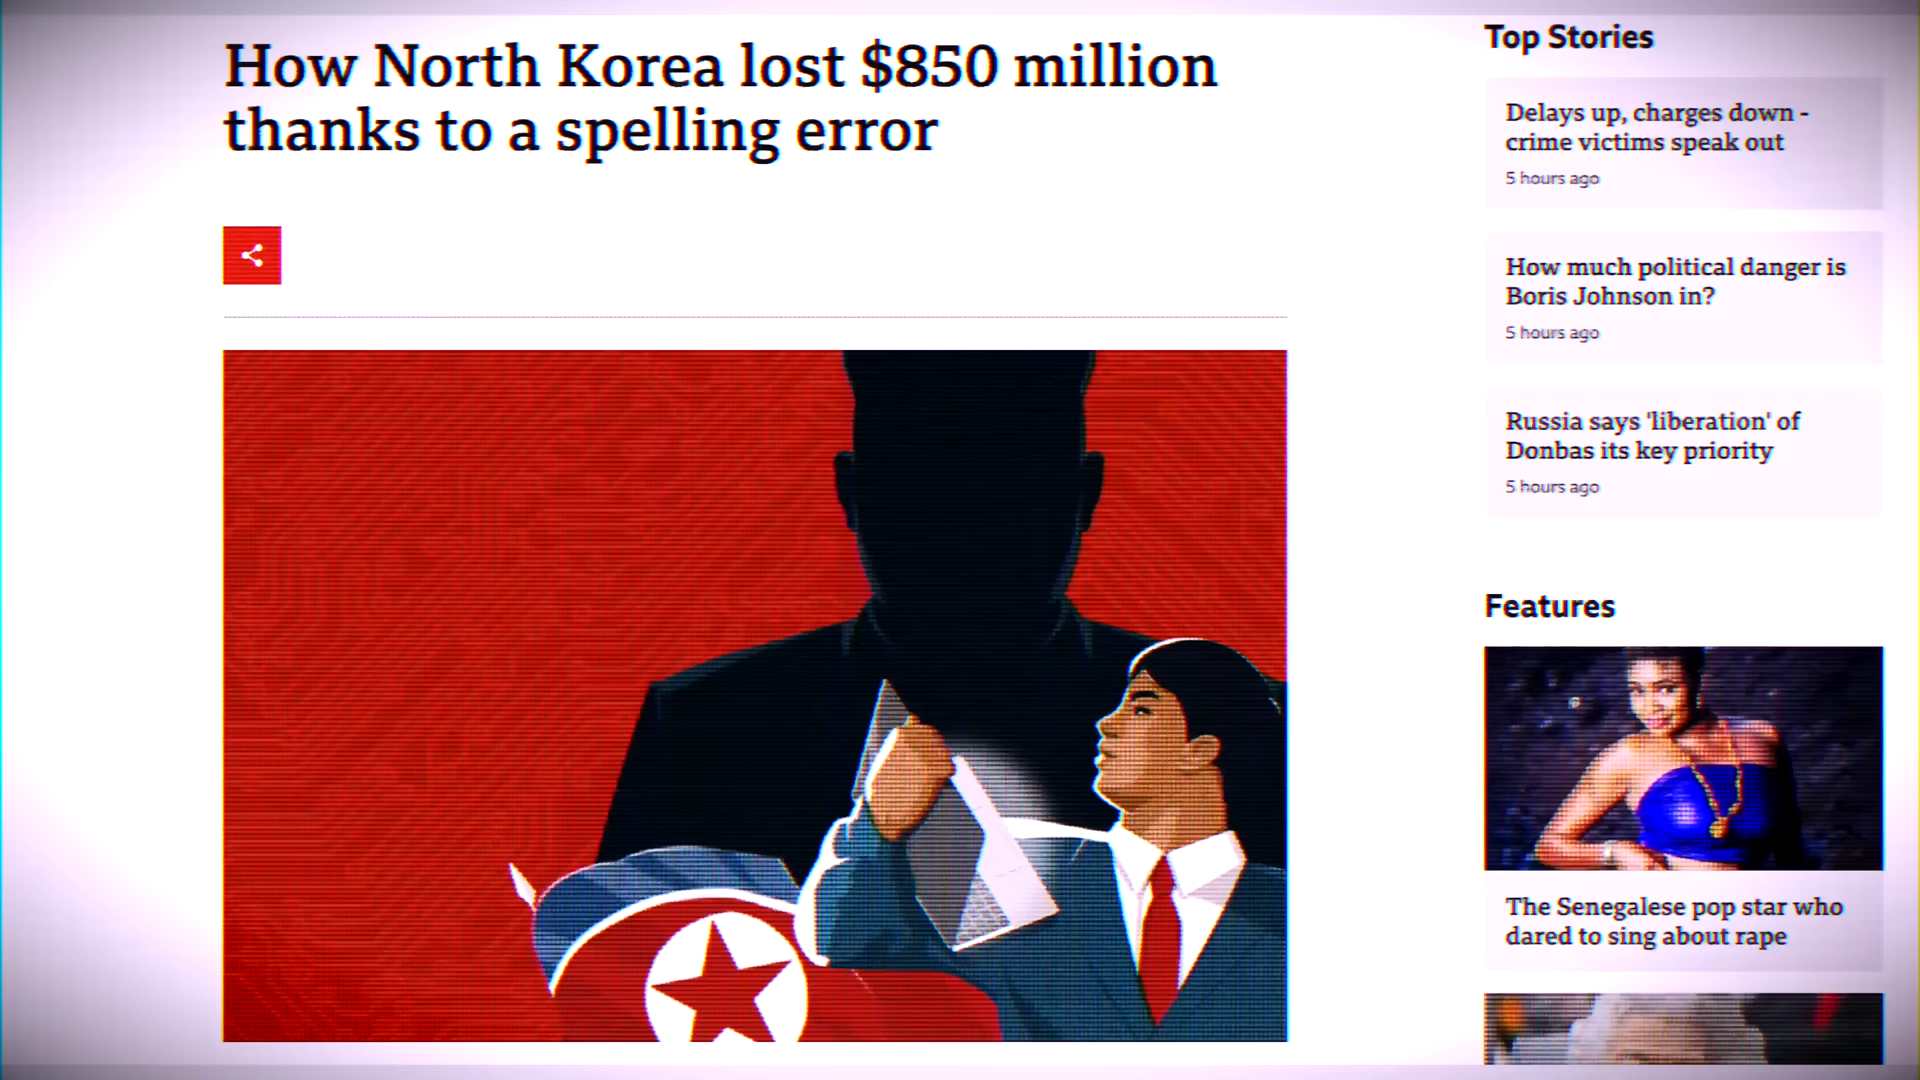 How North Korea lost $850 million
thanks to a spelling error
Top Stories
Delays up, charges down -
crime victims speak out
5 hours ago
How much political danger is
Boris Johnson in?
5 hours ago
Russia says 'liberation' of
Donbas its key priority
5 hours ago
Features
The Senegalese pop star who
dared to sing about rape